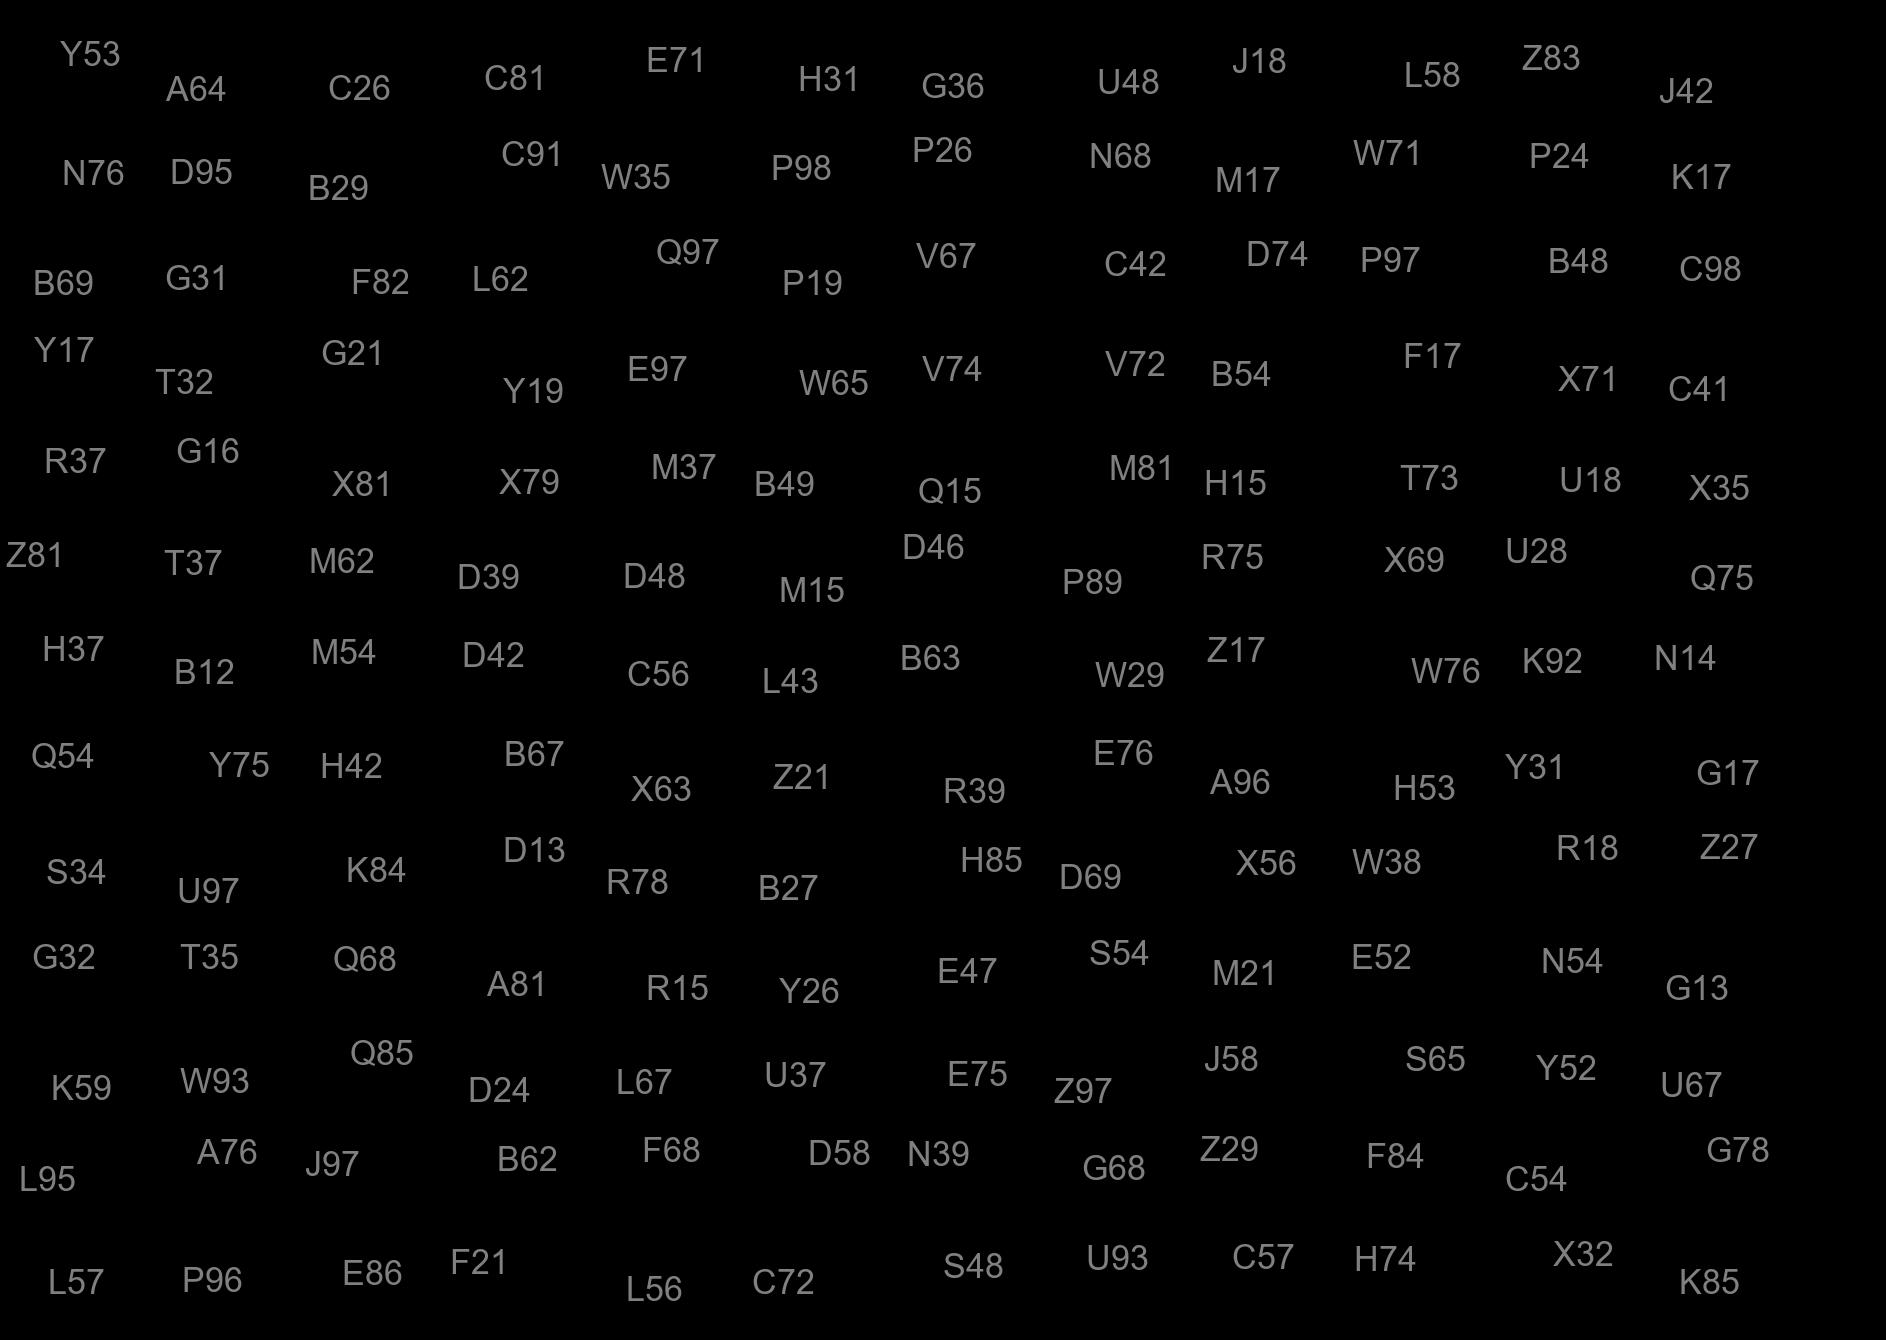 Y53 A64 C26 C81 E71 H31 G36 U48 J18 L58 Z83 J42
N76 D95 B29 C91 W35 P98 P26 N68 M17 W71 P24 K17
B69 G31 F82 L62 Q97 P19 V67 C42 D74 P97 B48 C98
Y17 T32 G21 Y19 E97 W65 V74 V72 B54 F17 X71 C41
R37 G16 X81 X79 M37 B49 Q15 M81 H15 T73 U18 X35
Z81 T37 M62 D39 D48 M15 D46 P89 R75 X69 U28 Q75
H37 B12 M54 D42 C56 L43 B63 W29 Z17 W76 K92 N14
Q54 Y75 H42 B67 X63 Z21 R39 E76 A96 H53 Y31 G17
S34 U97 K84 D13 R78 B27 H85 D69 X56 W38 R18 Z27
G32 T35 Q68 A81 R15 Y26 E47 S54 M21 E52 N54 G13
K59 W93 Q85 D24 L67 U37 E75 Z97 J58 S65 Y52 U67
L95 A76 J97 B62 F68 D58 N39 G68 Z29 F84 C54 G78
L57 P96 E86 F21 L56 C72 S48 U93 C57 H74 X32 K85